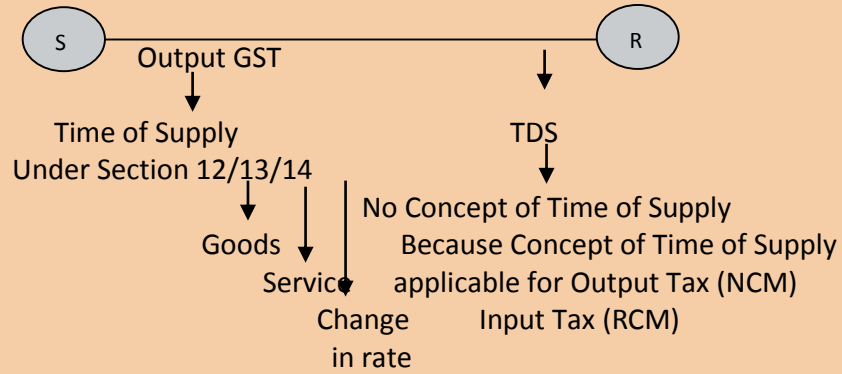 S
R
Output GST
Time of Supply
Under Section 12/13/14
Goods
Service
Change
in rate
TDS
No Concept of Time of Supply
Because Concept of Time of Supply
applicable for Output Tax (NCM)
Input Tax (RCM)